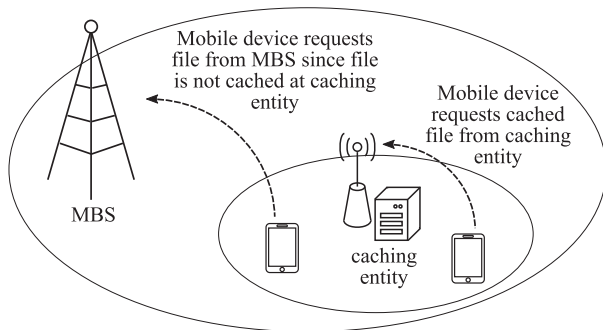 Mobile device requests
file from MBS since file
is not cached at caching
entity
Mobile device
requests cached
file from caching
entity
MBS
caching
entity